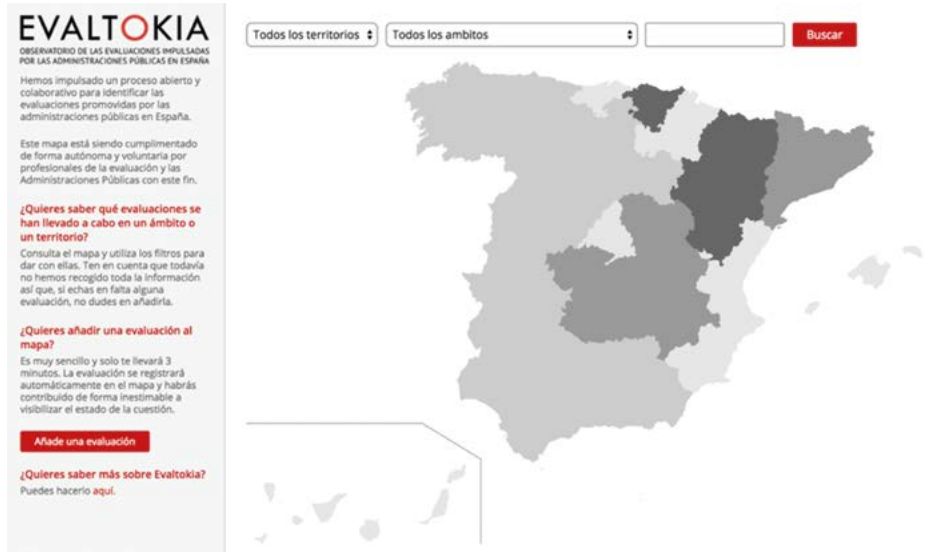 EVALTOKIA
OBSERVATORIO DE LAS EVALUACIONES IMPULSADAS
POR LAS ADMINISTRACIONES PÚBLICAS EN ESPAÑA
Hemos impulsado un proceso abierto y
colaborativo para identificar las
evaluaciones promovidas por las
administraciones públicas en España.
Este mapa está siendo cumplimentado
de forma autónoma y voluntaria por
profesionales de la evaluación y las
Administraciones Públicas con este fin.
¿Quieres saber qué evaluaciones se
han llevado a cabo en un ámbito o
un territorio?
Consulta el mapa y utiliza los filtros para
dar con ellas. Ten en cuenta que todavía
no hemos recogido toda la información
así que, si echas en falta alguna
evaluación, no dudes en añadirla.
¿Quieres añadir una evaluación al
mapa?
Es muy sencillo y solo te llevará 3
minutos. La evaluación se registrará
automáticamente en el mapa y habrás
contribuido de forma inestimable a
visibilizar el estado de la cuestión.
Añade una evaluación
¿Quieres saber más sobre Evaltokia?
Puedes hacerlo aquí.
Todos los territorios
Todos los ambitos
Buscar